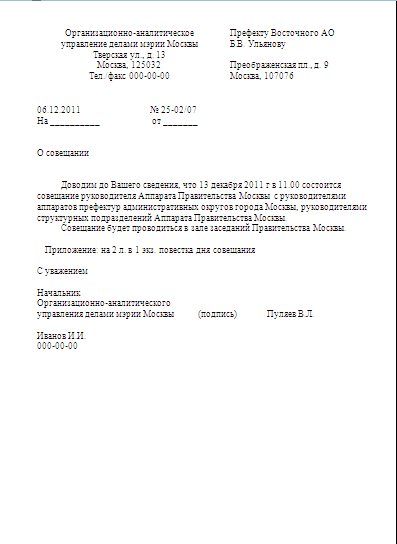 Организационно-аналитическое
управление делами мэрии Москвы
Тверская ул., д. 13
Москва, 125032
Тел./факс 000-00-00
Префекту Восточного АО
Б.В. Ульянову
Преображенская пл., д. 9
Москва, 107076
06.12.2011 № 25-02/07
На __________ от _______
О совещании
Доводим до Вашего сведения, что 13 декабря 2011 г в 11.00 состоится
совещание руководителя Аппарата Правительства Москвы с руководителями
аппаратов префектур административных округов города Москвы, руководителями
структурных подразделений Аппарата Правительства Москвы.
Совещание будет проводиться в зале заседаний Правительства Москвы.
Приложение: на 2 л. в 1 экз. повестка дня совещания
С уважением
Начальник
Организационно-аналитического
управления делами мэрии Москвы (подпись) Пуляев В.Л.
Иванов И.И.
000-00-00